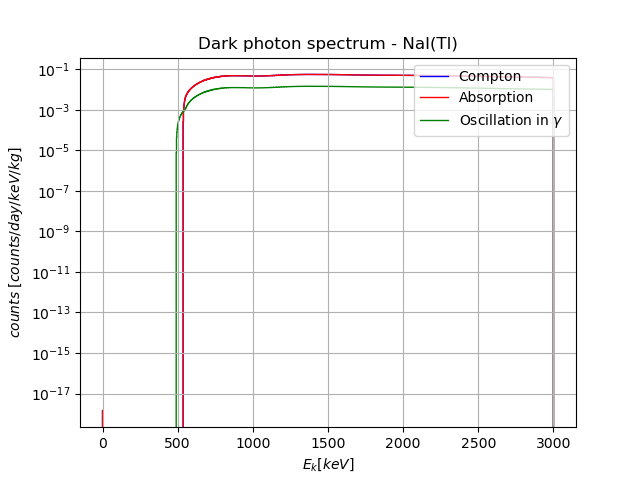 Dark photon spectrum - NaI(Tl)
Compton
Absorption
Oscillation in γ
counts [counts/day/keV/kg]
10⁻¹
10⁻³
10⁻⁵
10⁻⁷
10⁻⁹
10⁻¹¹
10⁻¹³
10⁻¹⁵
10⁻¹⁷
0 500 1000 1500 2000 2500 3000
Eₖ[keV]